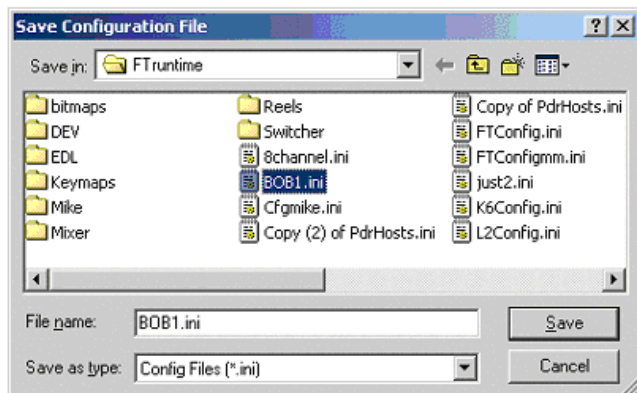 Save Configuration File
Save in: FTruntime
bitmaps Reels Copy of PdrHosts.ini
DEV Switcher FTConfig.ini
EDL 8channel.ini FTConfigmm.ini
Keymaps BOB1.ini just2.ini
Mike Cfgmike.ini K6Config.ini
Mixer Copy (2) of PdrHosts.ini L2Config.ini
File name: BOB1.ini Save
Save as type: Config Files (*.ini) Cancel